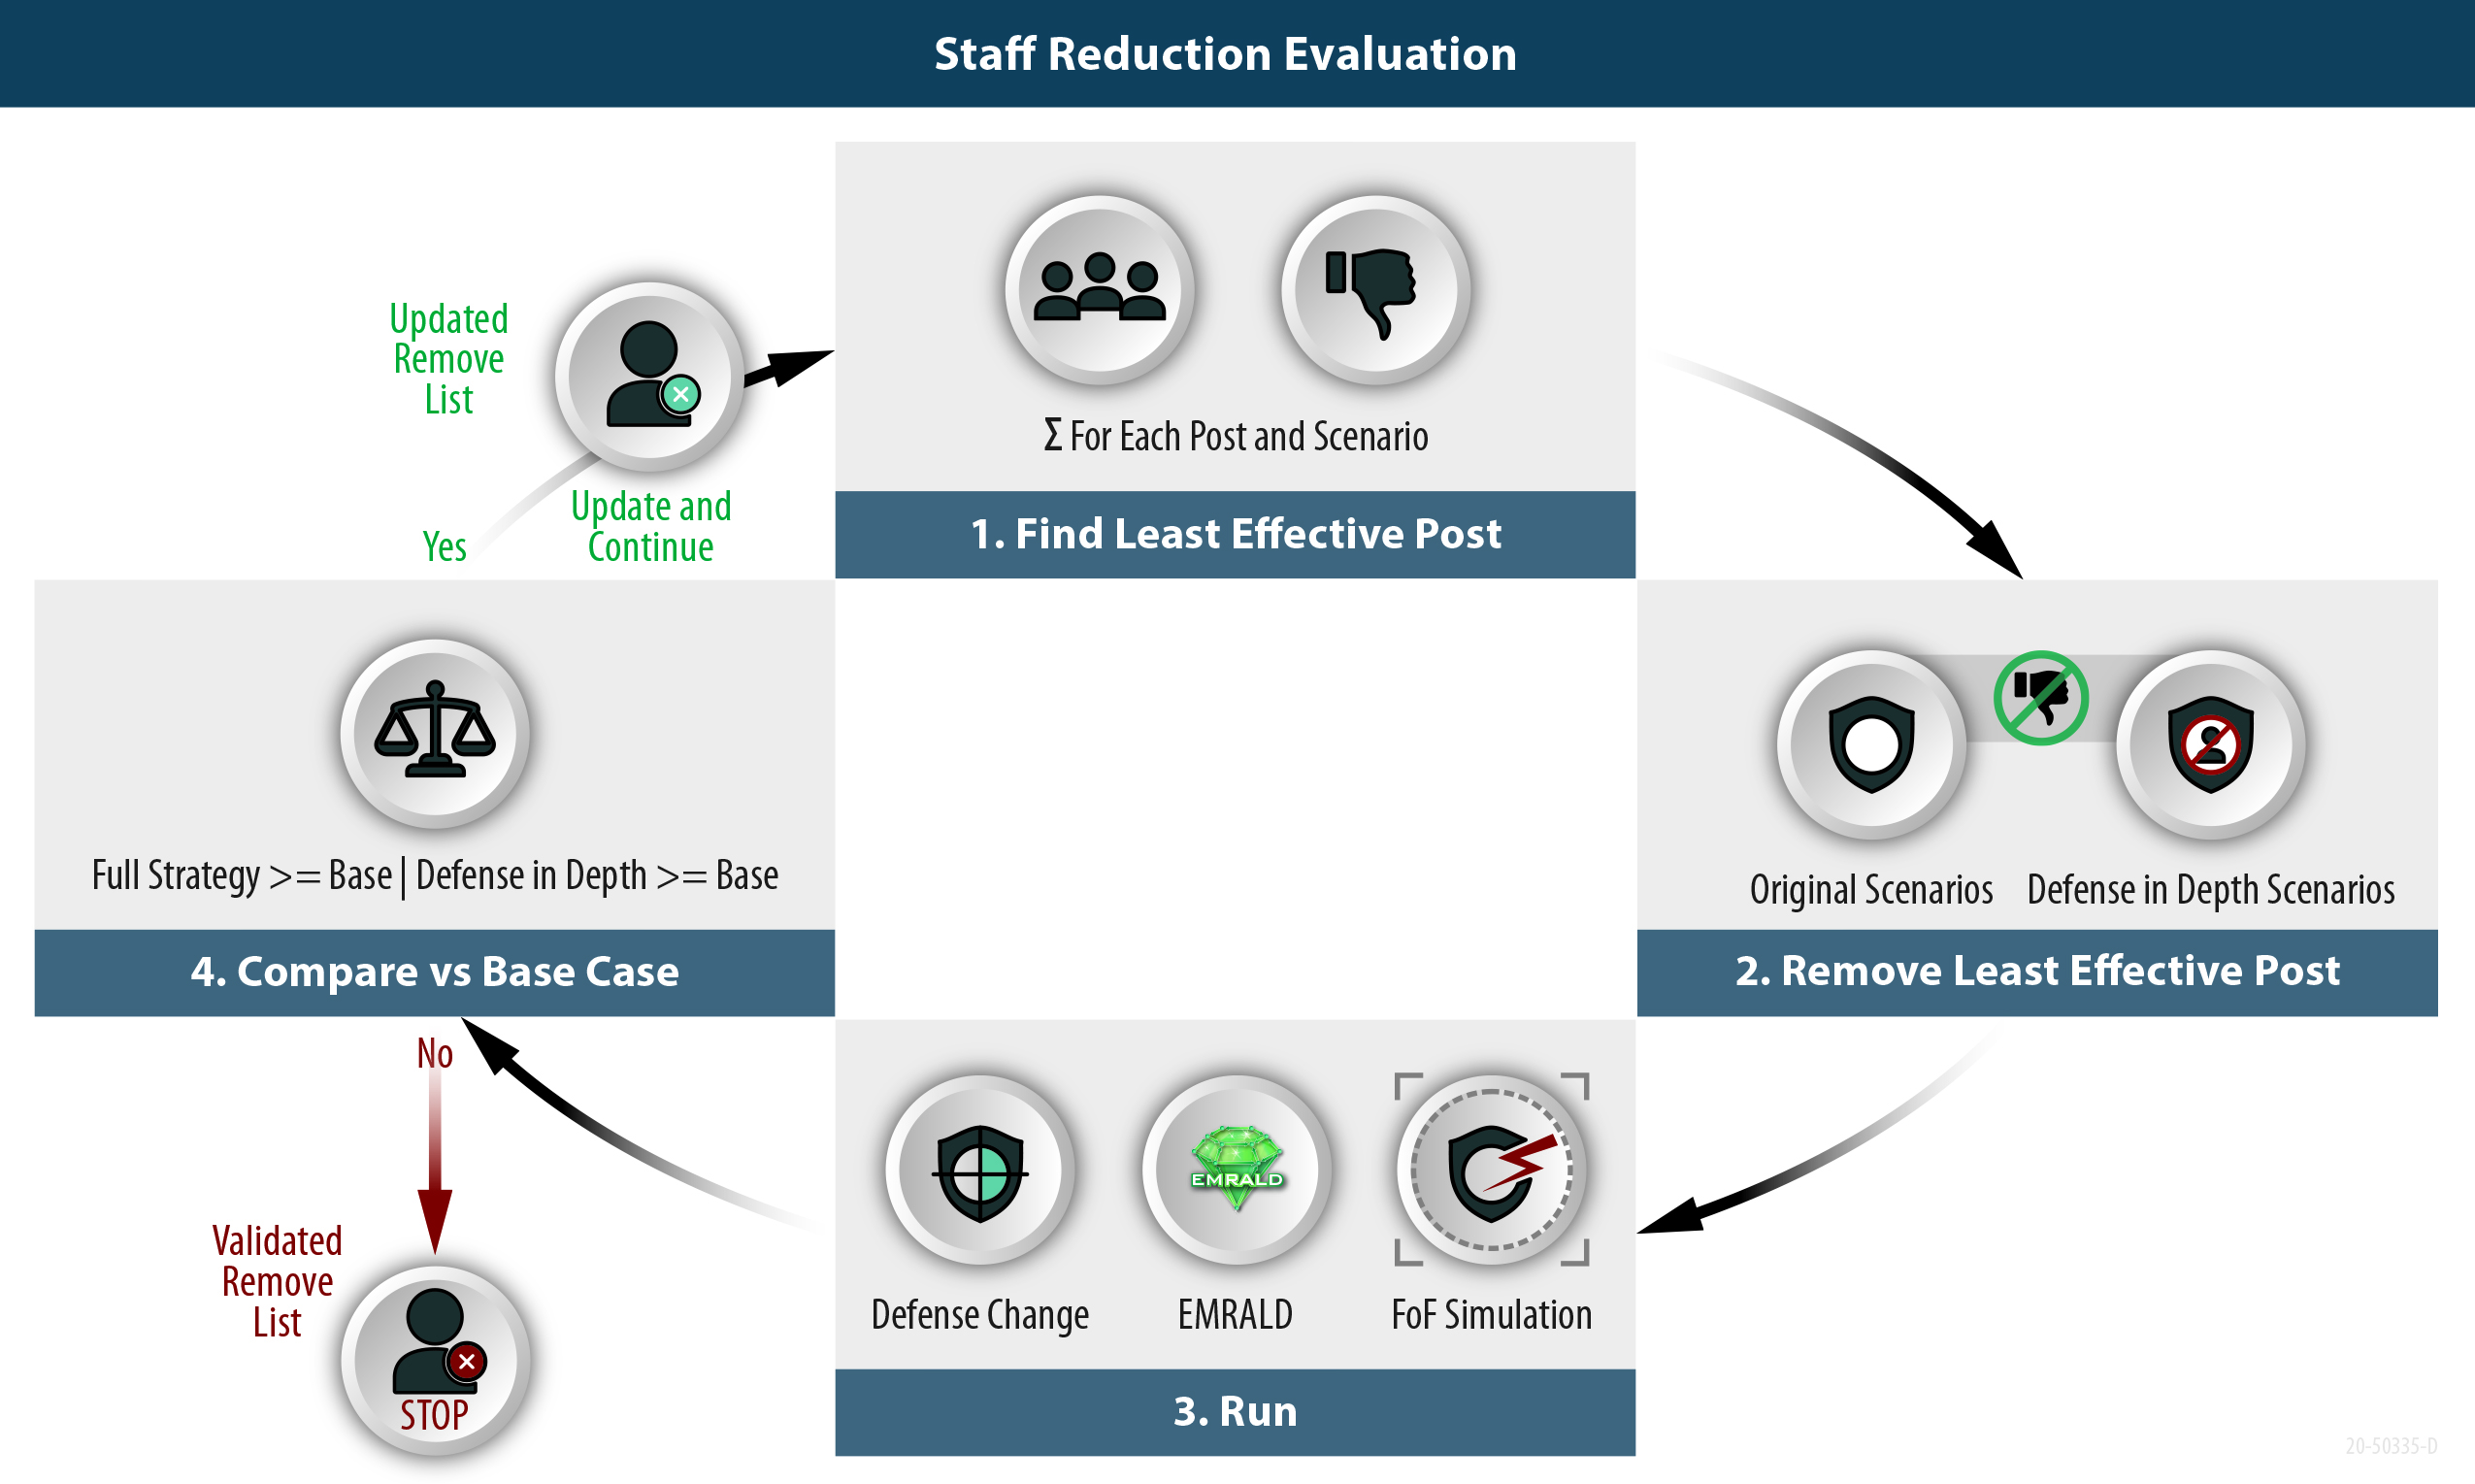 Staff Reduction Evaluation
Updated
Remove
List
Yes
Update and
Continue
Σ For Each Post and Scenario
1. Find Least Effective Post
Original Scenarios
Defense in Depth Scenarios
2. Remove Least Effective Post
Full Strategy >= Base | Defense in Depth >= Base
4. Compare vs Base Case
No
Validated
Remove
List
STOP
EMRALD
Defense Change
EMRALD
FoF Simulation
3. Run
20-50335-D